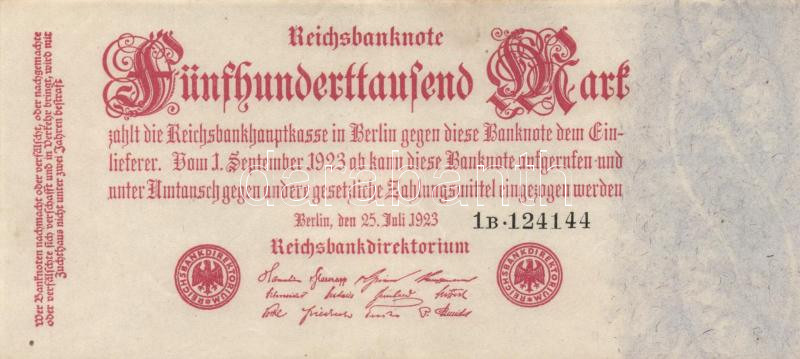 Reichsbanknote
Fünfhunderttausend Mark
zahlt die Reichsbankhauptkasse in Berlin gegen diese Banknote dem Ein-
lieferer. Vom 1. September 1923 ab kann diese Banknote aufgerufen und
unter Umtausch gegen andere gesetzliche Zahlungsmittel eingezogen werden
Berlin, den 25. Juli 1923
1B·124144
Reichsbankdirektorium
REICHSBANKDIREKTORIUM
REICHSBANKDIREKTORIUM
Wer Banknoten nachmacht oder verfälscht, oder nachgemachte
oder verfälschte sich verschafft und in Verkehr bringt, wird mit
Zuchthaus nicht unter zwei Jahren bestraft
darabanth